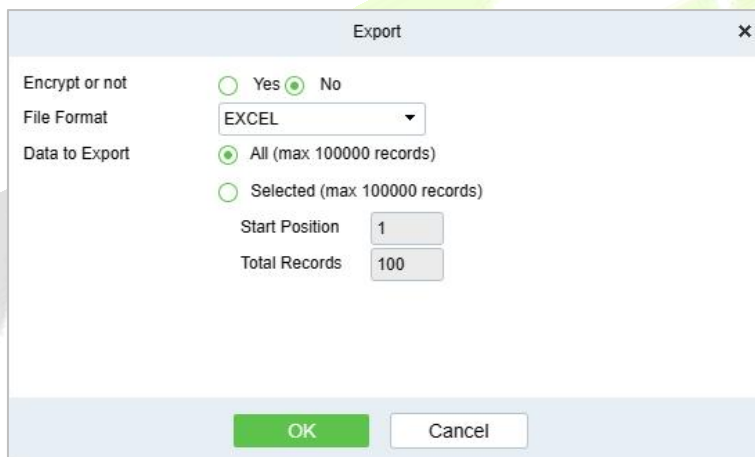 Export
Encrypt or not Yes No
File Format EXCEL
Data to Export All (max 100000 records)
Selected (max 100000 records)
Start Position 1
Total Records 100
OK Cancel